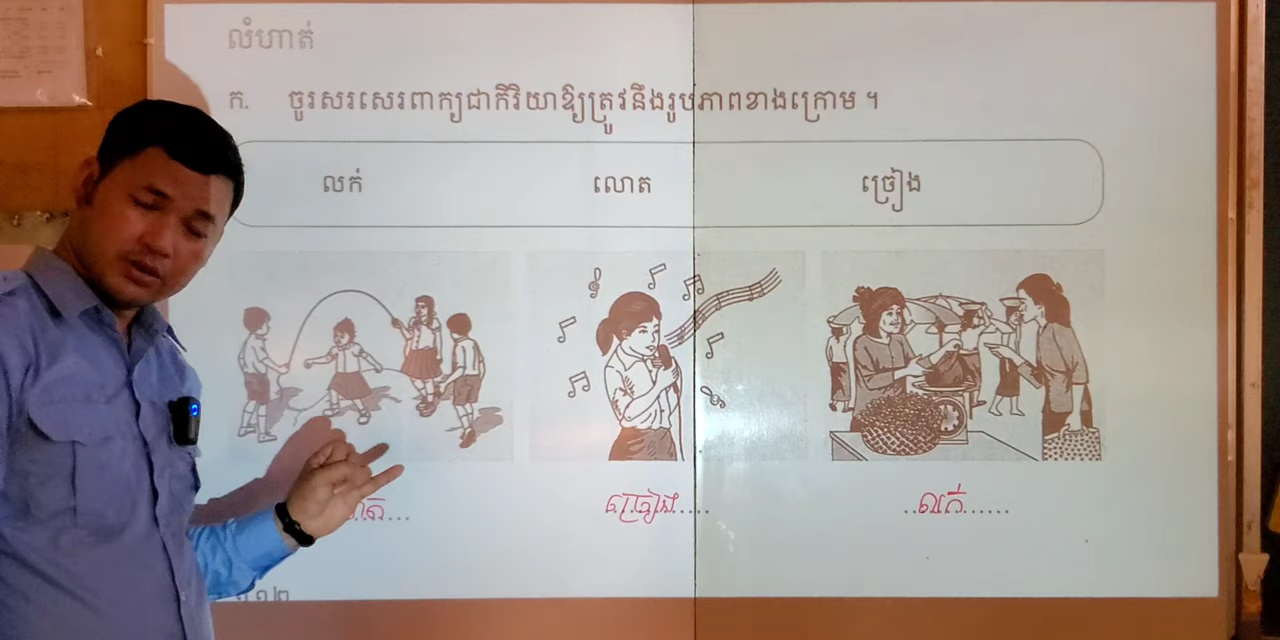 លំហាត់
ក. ចូរសរសេរពាក្យជាកិរិយាឱ្យត្រូវនឹងរូបភាពខាងក្រោម ។
លក់ លោត ច្រៀង
ច្រៀង..... ..លក់......